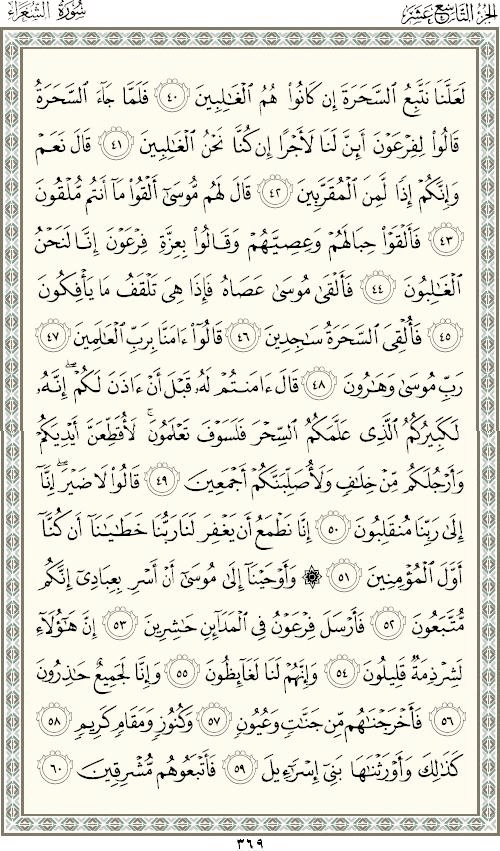 الجزء التاسع عشر
سورة الشعراء
لَعَلَّنَا نَتَّبِعُ ٱلسَّحَرَةَ إِن كَانُوا۟ هُمُ ٱلْغَٰلِبِينَ ٤٠ فَلَمَّا جَآءَ ٱلسَّحَرَةُ
قَالُوا۟ لِفِرْعَوْنَ أَئِنَّ لَنَا لَأَجْرًا إِن كُنَّا نَحْنُ ٱلْغَٰلِبِينَ ٤١ قَالَ نَعَمْ
وَإِنَّكُمْ إِذًا لَّمِنَ ٱلْمُقَرَّبِينَ ٤٢ قَالَ لَهُم مُّوسَىٰٓ أَلْقُوا۟ مَآ أَنتُم مُّلْقُونَ
٤٣ فَأَلْقَوْا۟ حِبَالَهُمْ وَعِصِيَّهُمْ وَقَالُوا۟ بِعِزَّةِ فِرْعَوْنَ إِنَّا لَنَحْنُ
ٱلْغَٰلِبُونَ ٤٤ فَأَلْقَىٰ مُوسَىٰ عَصَاهُ فَإِذَا هِىَ تَلْقَفُ مَا يَأْفِكُونَ
٤٥ فَأُلْقِىَ ٱلسَّحَرَةُ سَٰجِدِينَ ٤٦ قَالُوٓا۟ ءَامَنَّا بِرَبِّ ٱلْعَٰلَمِينَ ٤٧
رَبِّ مُوسَىٰ وَهَٰرُونَ ٤٨ قَالَ ءَامَنتُمْ لَهُۥ قَبْلَ أَنْ ءَاذَنَ لَكُمْ ۖ إِنَّهُۥ
لَكَبِيرُكُمُ ٱلَّذِى عَلَّمَكُمُ ٱلسِّحْرَ فَلَسَوْفَ تَعْلَمُونَ ۚ لَأُقَطِّعَنَّ أَيْدِيَكُمْ
وَأَرْجُلَكُم مِّنْ خِلَٰفٍ وَلَأُصَلِّبَنَّكُمْ أَجْمَعِينَ ٤٩ قَالُوا۟ لَا ضَيْرَ ۖ إِنَّآ
إِلَىٰ رَبِّنَا مُنقَلِبُونَ ٥٠ إِنَّا نَطْمَعُ أَن يَغْفِرَ لَنَا رَبُّنَا خَطَٰيَٰنَآ أَن كُنَّآ
أَوَّلَ ٱلْمُؤْمِنِينَ ٥١ ۞ وَأَوْحَيْنَآ إِلَىٰ مُوسَىٰٓ أَنْ أَسْرِ بِعِبَادِىٓ إِنَّكُم
مُّتَّبَعُونَ ٥٢ فَأَرْسَلَ فِرْعَوْنُ فِى ٱلْمَدَآئِنِ حَٰشِرِينَ ٥٣ إِنَّ هَٰٓؤُلَآءِ
لَشِرْذِمَةٌ قَلِيلُونَ ٥٤ وَإِنَّهُمْ لَنَا لَغَآئِظُونَ ٥٥ وَإِنَّا لَجَمِيعٌ حَٰذِرُونَ
٥٦ فَأَخْرَجْنَٰهُم مِّن جَنَّٰتٍ وَعُيُونٍ ٥٧ وَكُنُوزٍ وَمَقَامٍ كَرِيمٍ ٥٨
كَذَٰلِكَ وَأَوْرَثْنَٰهَا بَنِىٓ إِسْرَٰٓءِيلَ ٥٩ فَأَتْبَعُوهُم مُّشْرِقِينَ ٦٠
٣٦٩